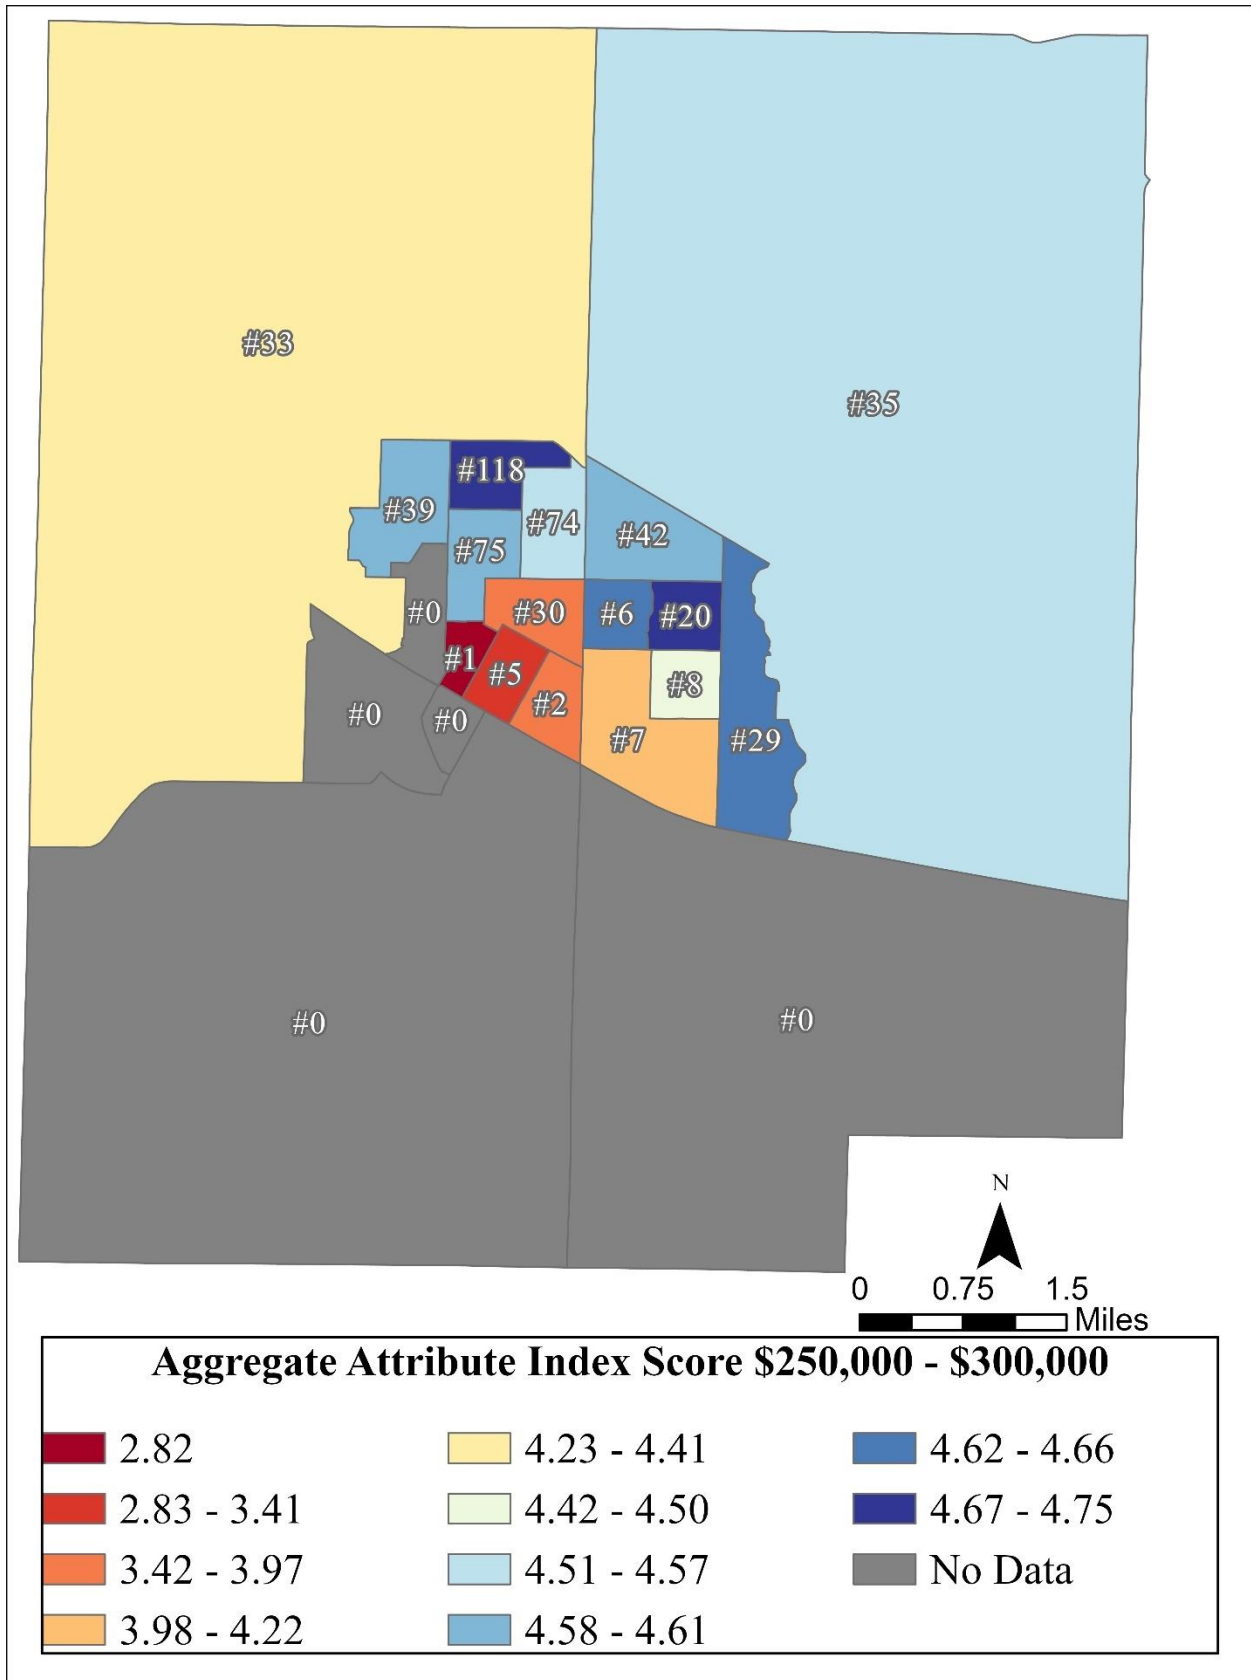 #33
#35
#118
#39
#74
#42
#75
#0
#30
#6
#20
#1
#5
#8
#2
#0
#0
#7
#29
#0
#0
N
0 0.75 1.5
Miles
Aggregate Attribute Index Score $250,000 - $300,000
2.82
2.83 - 3.41
3.42 - 3.97
3.98 - 4.22
4.23 - 4.41
4.42 - 4.50
4.51 - 4.57
4.58 - 4.61
4.62 - 4.66
4.67 - 4.75
No Data